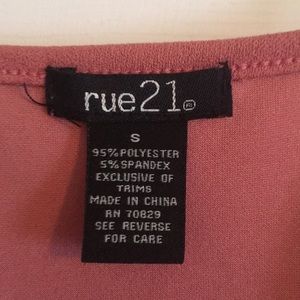 rue21
S
95%POLYESTER
5%SPANDEX
EXCLUSIVE OF
TRIMS
MADE IN CHINA
RN 70829
SEE REVERSE
FOR CARE